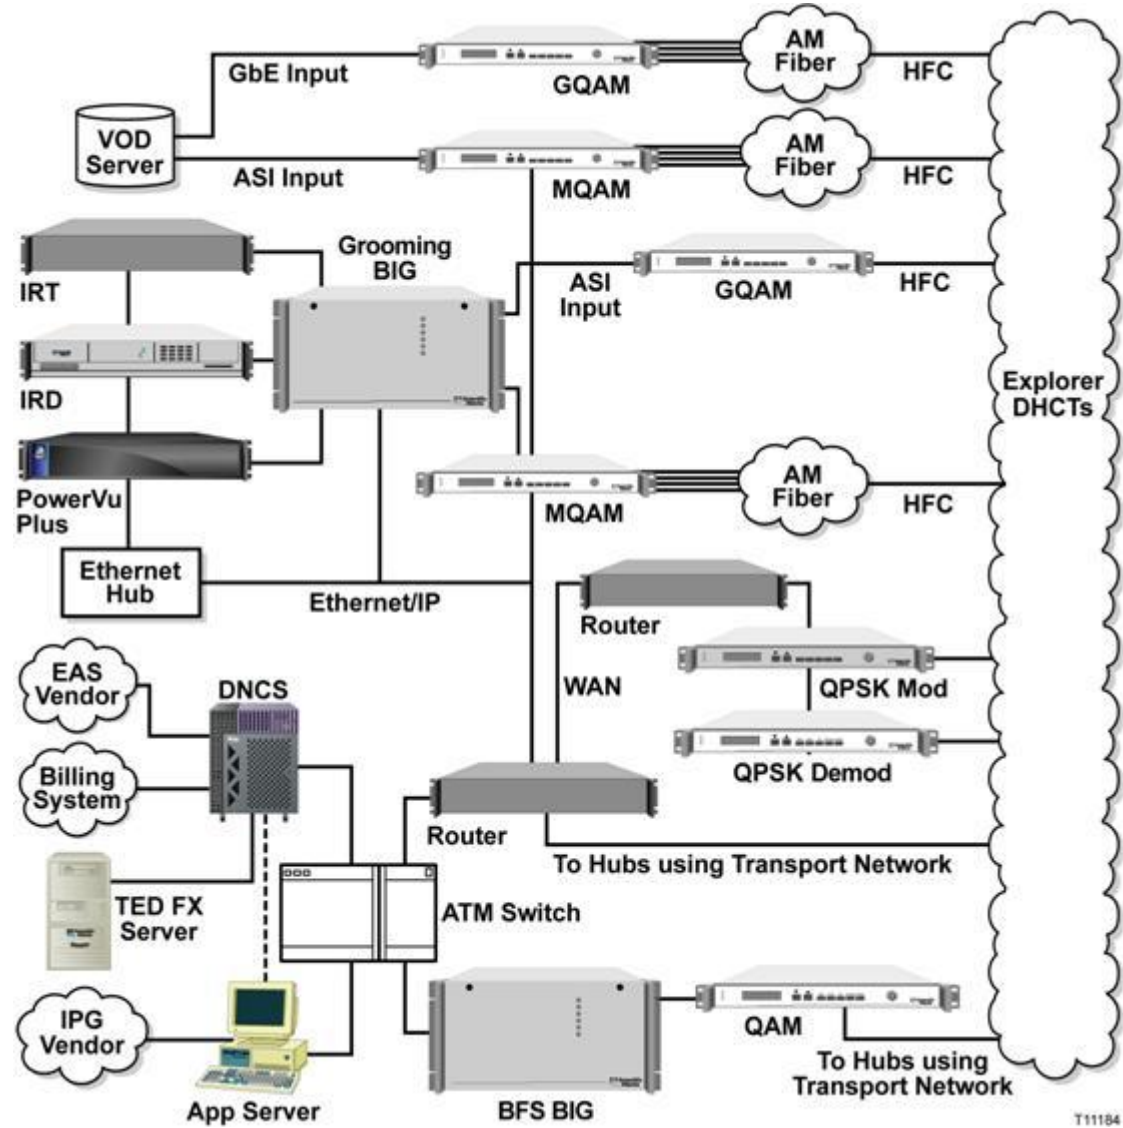 AM
Fiber
GbE Input
HFC
GQAM
VOD
Server
AM
Fiber
ASI Input
HFC
MQAM
Grooming
BIG
IRT
ASI
Input
GQAM
HFC
IRD
Explorer
DHCTs
PowerVu
Plus
MQAM
AM
Fiber
HFC
Ethernet
Hub
Ethernet/IP
Router
EAS
Vendor
DNCS
WAN
QPSK Mod
Billing
System
QPSK Demod
Router
To Hubs using Transport Network
TED FX
Server
ATM Switch
IPG
Vendor
QAM
To Hubs using
Transport Network
App Server
BFS BIG
T11184